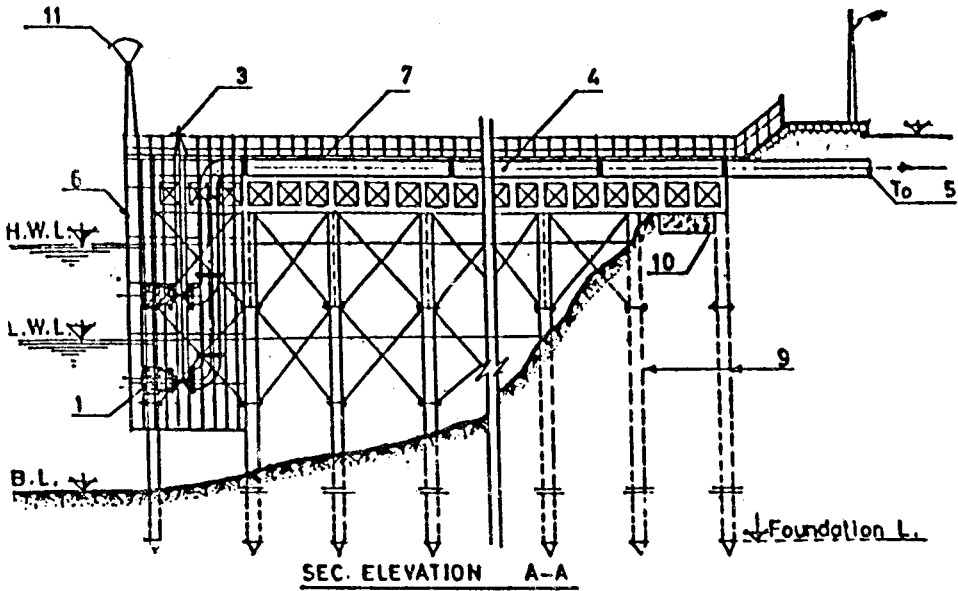 11
3
7
4
6
To 5
H.W.L.
10
L.W.L.
9
1
B.L.
Foundation L.
SEC. ELEVATION A-A